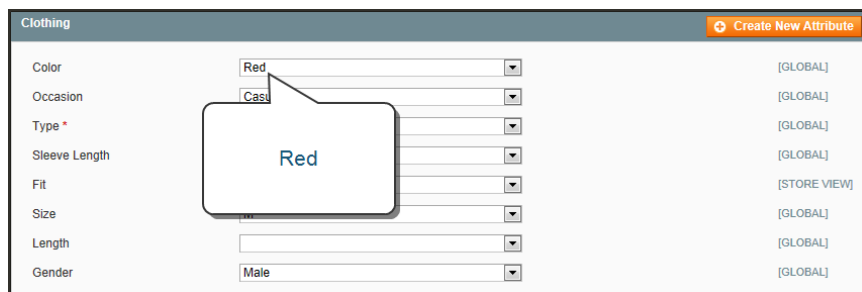 Clothing
Create New Attribute
Color Red [GLOBAL]
Occasion [GLOBAL]
Type * [GLOBAL]
Red
Sleeve Length [GLOBAL]
Fit [STORE VIEW]
Size [GLOBAL]
Length [GLOBAL]
Gender Male [GLOBAL]